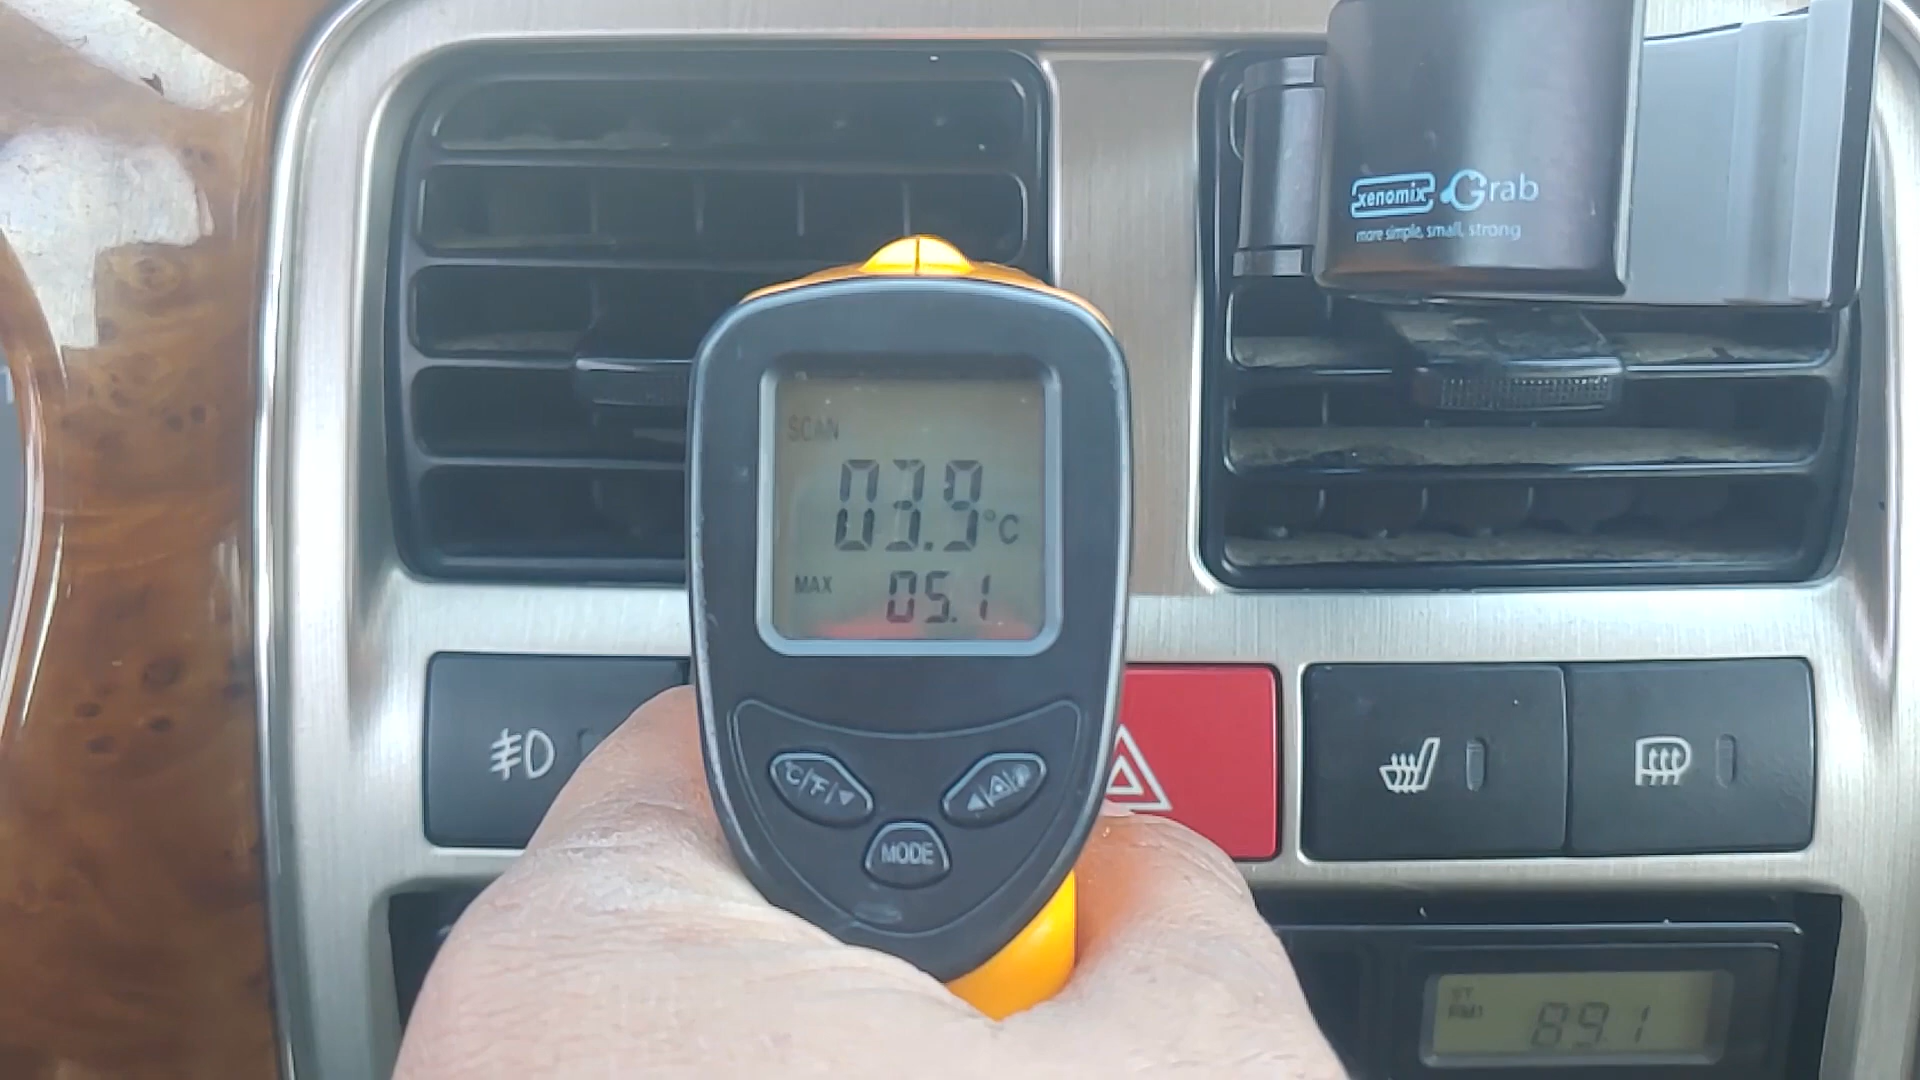 xenomix Grab
more simple, small, strong
SCAN
03.9°C
MAX 05.1
°C/°F/▼
MODE
ST
FM1
89.1